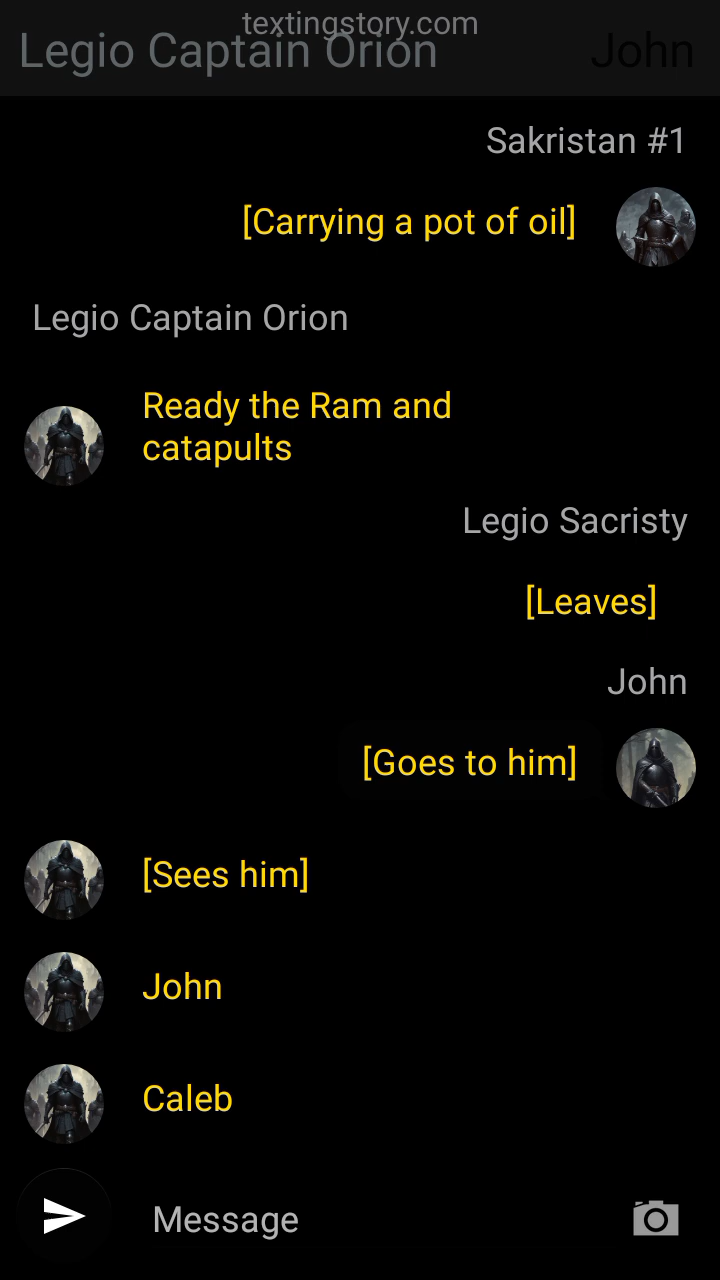 textingstory.com
Legio Captain Orion
John
Sakristan #1
[Carrying a pot of oil]
Legio Captain Orion
Ready the Ram and
catapults
Legio Sacristy
[Leaves]
John
[Goes to him]
[Sees him]
John
Caleb
Message